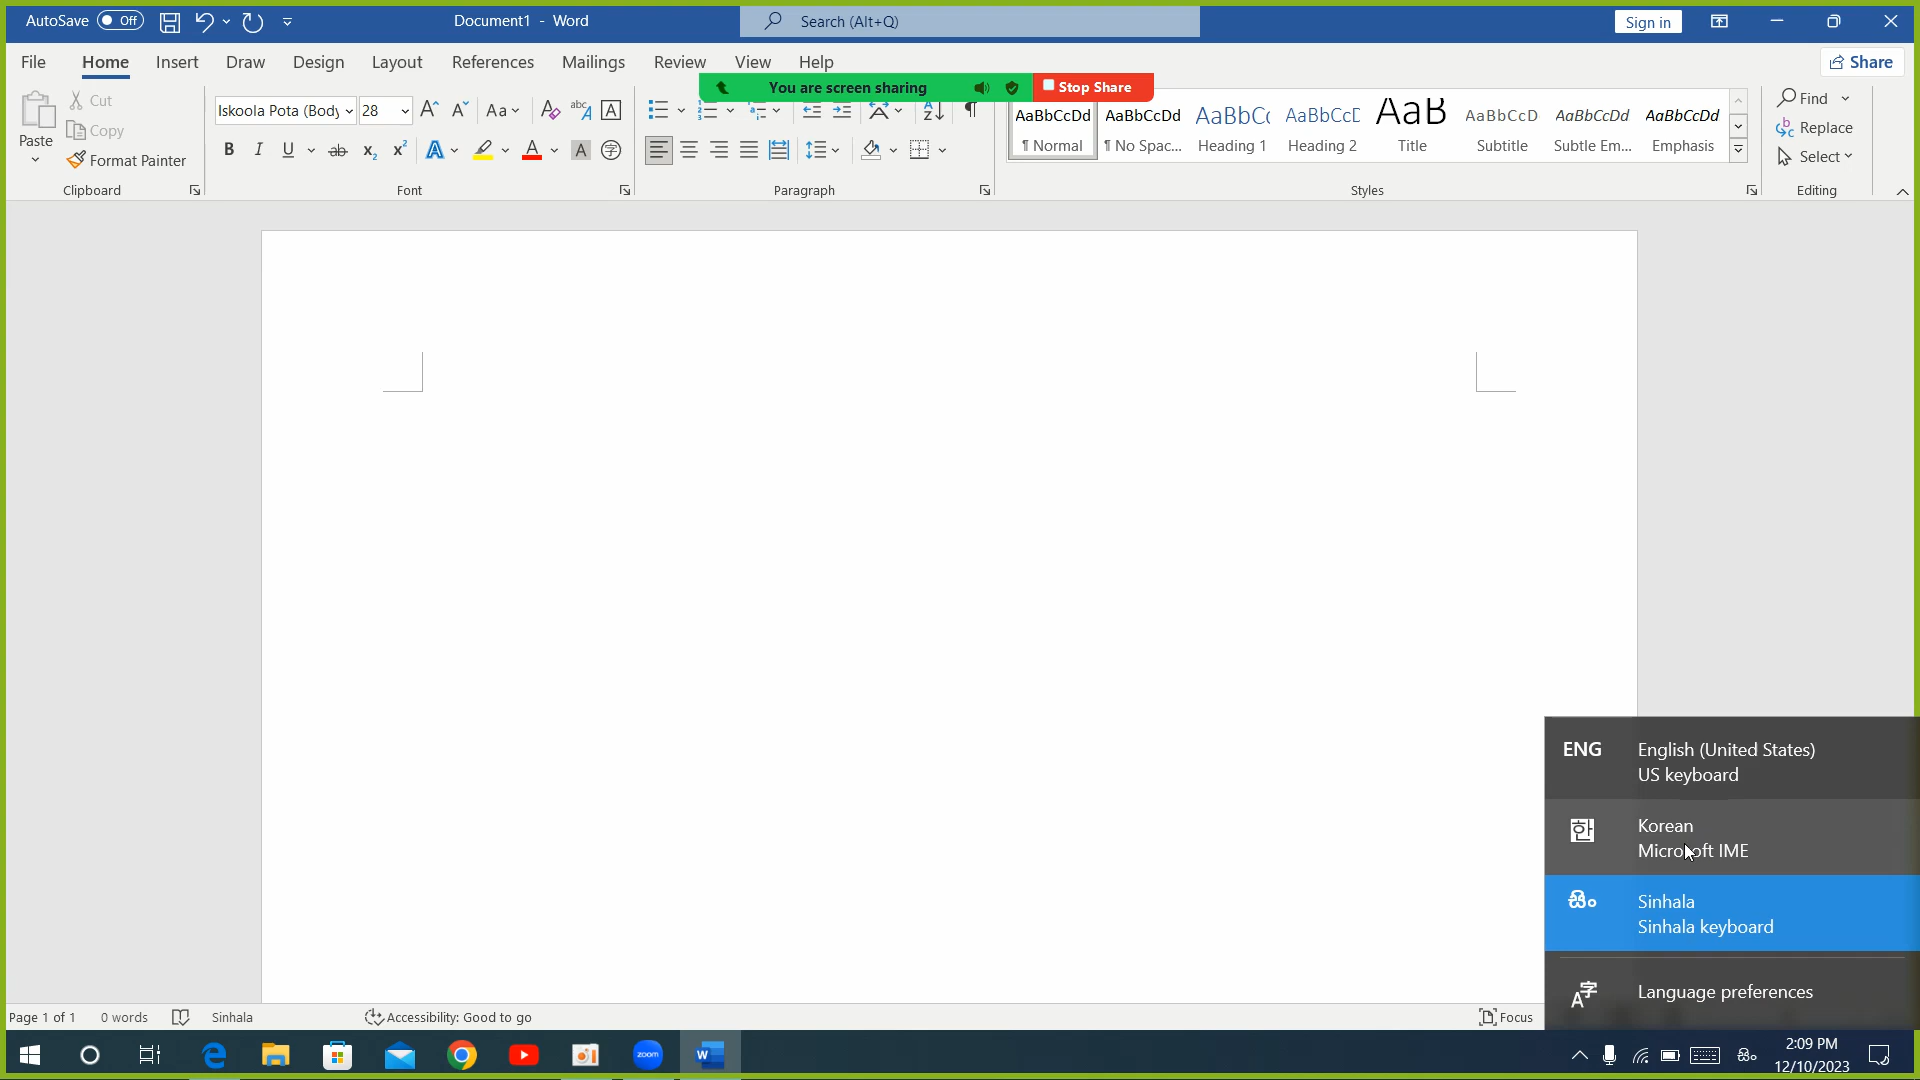 AutoSave Off
Document1 - Word
Search (Alt+Q)
Sign in
File Home Insert Draw Design Layout References Mailings Review View Help
Share
You are screen sharing
Stop Share
Paste
Cut
Copy
Format Painter
Clipboard
Iskoola Pota (Body 28
Font
Paragraph
AaBbCcDd AaBbCcDd AaBbCc AaBbCcD AaB AaBbCcD AaBbCcDd AaBbCcDd
¶ Normal ¶ No Spac... Heading 1 Heading 2 Title Subtitle Subtle Em... Emphasis
Styles
Find
Replace
Select
Editing
ENG English (United States)
US keyboard
한 Korean
Microsoft IME
සිං Sinhala
Sinhala keyboard
Language preferences
Page 1 of 1 0 words Sinhala Accessibility: Good to go Focus
zoom
සිං
2:09 PM
12/10/2023